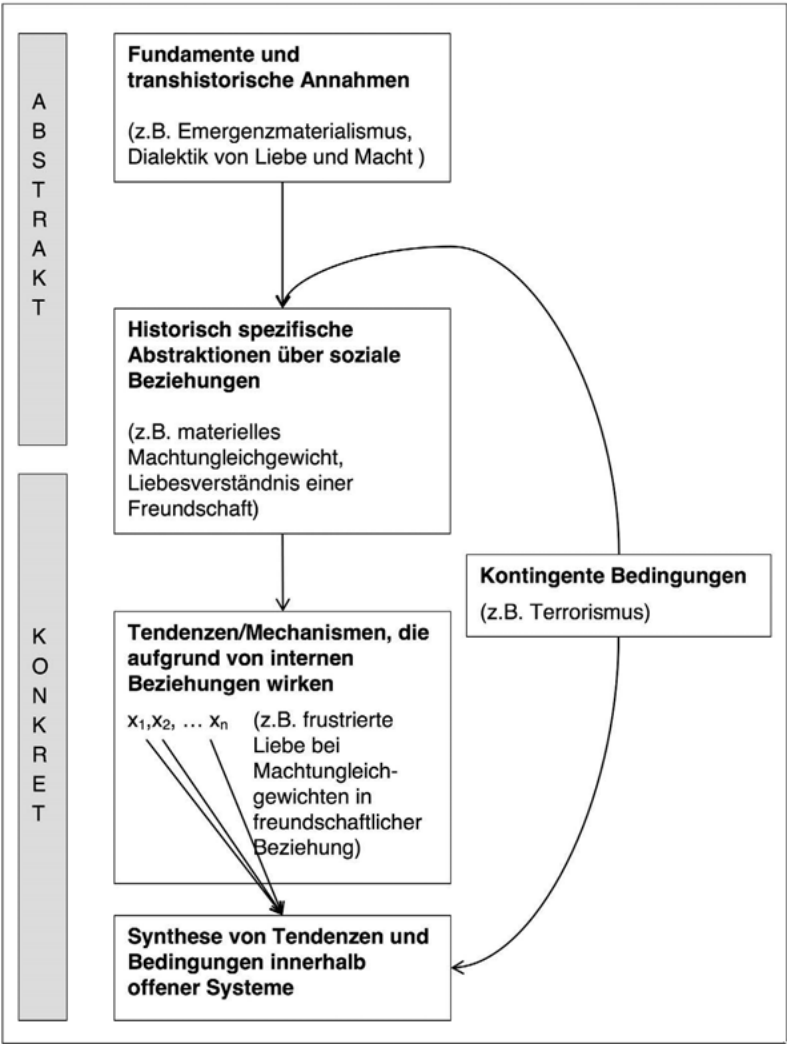 ABSTRAKT
Fundamente und
transhistorische Annahmen
(z.B. Emergenzmaterialismus,
Dialektik von Liebe und Macht )
Historisch spezifische
Abstraktionen über soziale
Beziehungen
(z.B. materielles
Machtungleichgewicht,
Liebesverständnis einer
Freundschaft)
Kontingente Bedingungen
(z.B. Terrorismus)
KONKRET
Tendenzen/Mechanismen, die
aufgrund von internen
Beziehungen wirken
x₁,x₂, … xₙ (z.B. frustrierte
Liebe bei
Machtungleich-
gewichten in
freundschaftlicher
Beziehung)
Synthese von Tendenzen und
Bedingungen innerhalb
offener Systeme